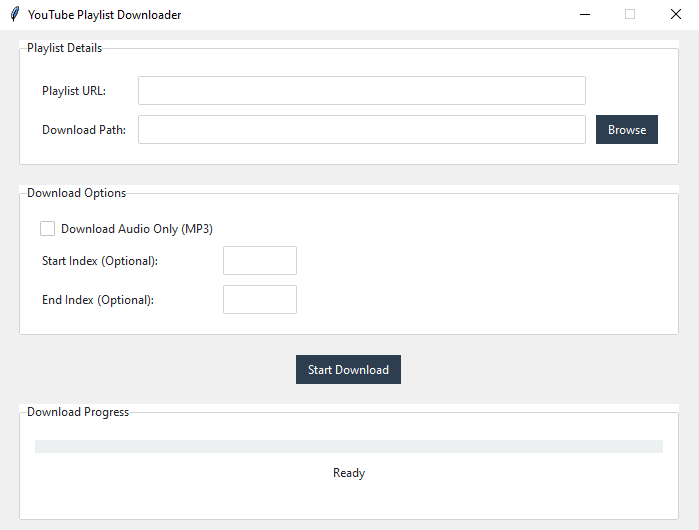 YouTube Playlist Downloader
Playlist Details
Playlist URL:
Download Path:
Browse
Download Options
Download Audio Only (MP3)
Start Index (Optional):
End Index (Optional):
Start Download
Download Progress
Ready